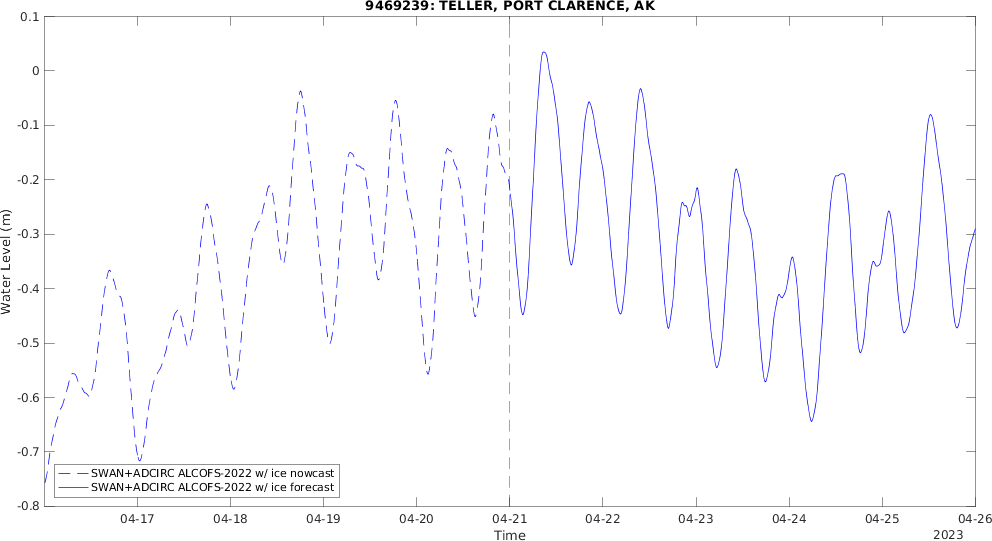 9469239: TELLER, PORT CLARENCE, AK
0.1
0
-0.1
-0.2
-0.3
-0.4
-0.5
-0.6
-0.7
-0.8
Water Level (m)
SWAN+ADCIRC ALCOFS-2022 w/ ice nowcast
SWAN+ADCIRC ALCOFS-2022 w/ ice forecast
04-17 04-18 04-19 04-20 04-21 04-22 04-23 04-24 04-25 04-26
Time
2023